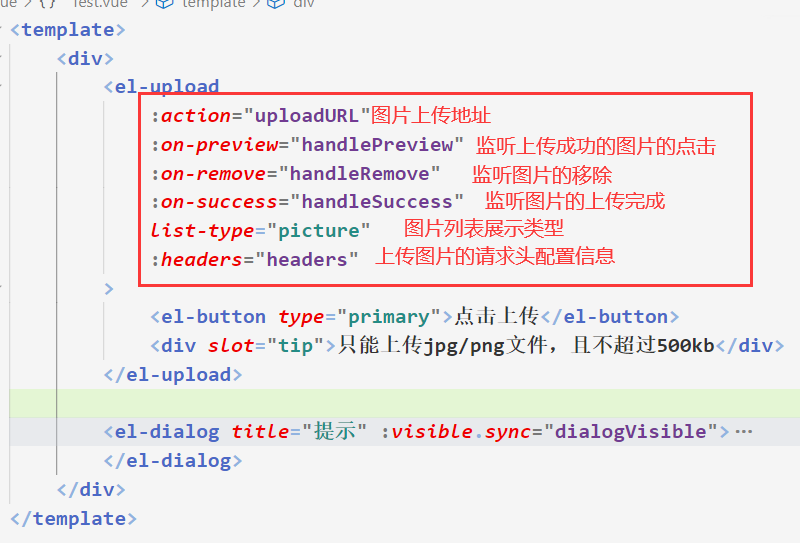 ue > {} Test.vue > template > div
<template>
<div>
<el-upload
:action="uploadURL"图片上传地址
:on-preview="handlePreview" 监听上传成功的图片的点击
:on-remove="handleRemove" 监听图片的移除
:on-success="handleSuccess" 监听图片的上传完成
list-type="picture" 图片列表展示类型
:headers="headers" 上传图片的请求头配置信息
>
<el-button type="primary">点击上传</el-button>
<div slot="tip">只能上传jpg/png文件，且不超过500kb</div>
</el-upload>
<el-dialog title="提示" :visible.sync="dialogVisible">…
</el-dialog>
</div>
</template>